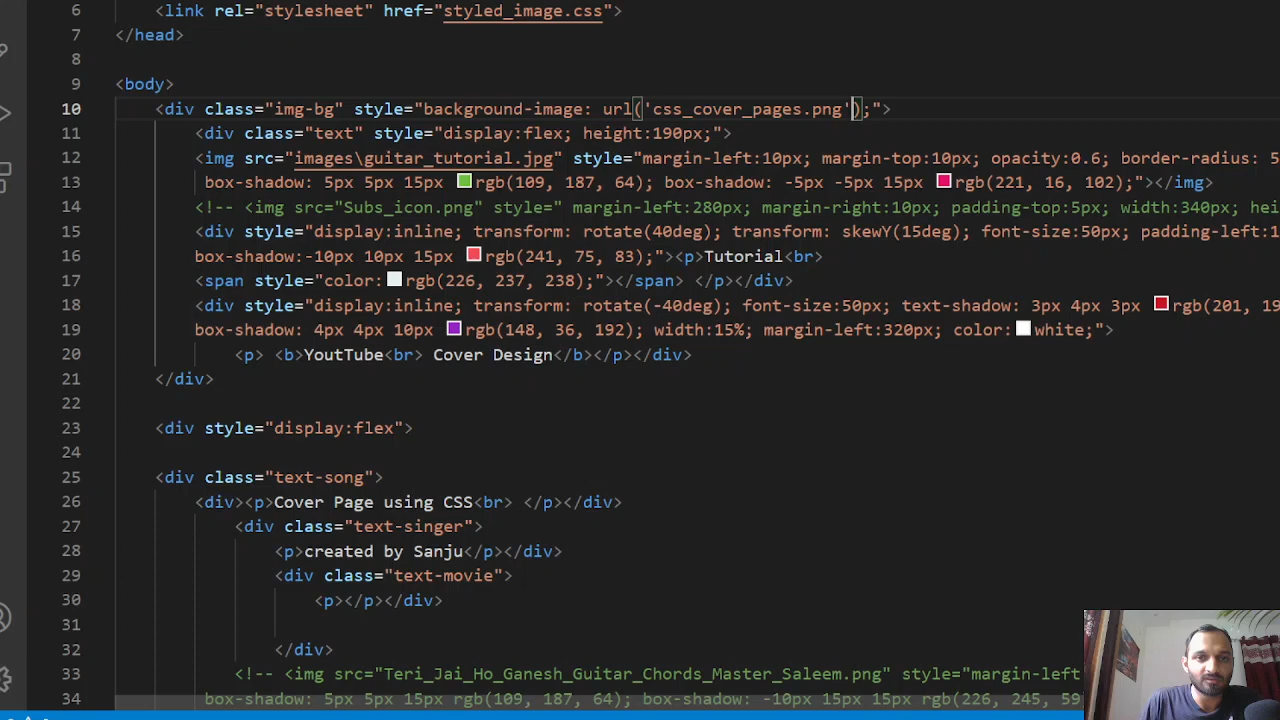 6 <link rel="stylesheet" href="styled_image.css">
7 </head>
8
9 <body>
10 <div class="img-bg" style="background-image: url('css_cover_pages.png');">
11 <div class="text" style="display:flex; height:190px;">
12 <img src="images\guitar_tutorial.jpg" style="margin-left:10px; margin-top:10px; opacity:0.6; border-radius: 5
13 box-shadow: 5px 5px 15px rgb(109, 187, 64); box-shadow: -5px -5px 15px rgb(221, 16, 102);"></img>
14 <!-- <img src="Subs_icon.png" style=" margin-left:280px; margin-right:10px; padding-top:5px; width:340px; hei
15 <div style="display:inline; transform: rotate(40deg); transform: skewY(15deg); font-size:50px; padding-left:1
16 box-shadow:-10px 10px 15px rgb(241, 75, 83);"><p>Tutorial<br>
17 <span style="color: rgb(226, 237, 238);"></span> </p></div>
18 <div style="display:inline; transform: rotate(-40deg); font-size:50px; text-shadow: 3px 4px 3px rgb(201, 19
19 box-shadow: 4px 4px 10px rgb(148, 36, 192); width:15%; margin-left:320px; color: white;">
20 <p> <b>YoutTube<br> Cover Design</b></p></div>
21 </div>
22
23 <div style="display:flex">
24
25 <div class="text-song">
26 <div><p>Cover Page using CSS<br> </p></div>
27 <div class="text-singer">
28 <p>created by Sanju</p></div>
29 <div class="text-movie">
30 <p></p></div>
31
32 </div>
33 <!-- <img src="Teri_Jai_Ho_Ganesh_Guitar_Chords_Master_Saleem.png" style="margin-left
34 box-shadow: 5px 5px 15px rgb(109, 187, 64); box-shadow: -10px 15px 15px rgb(226, 245, 59